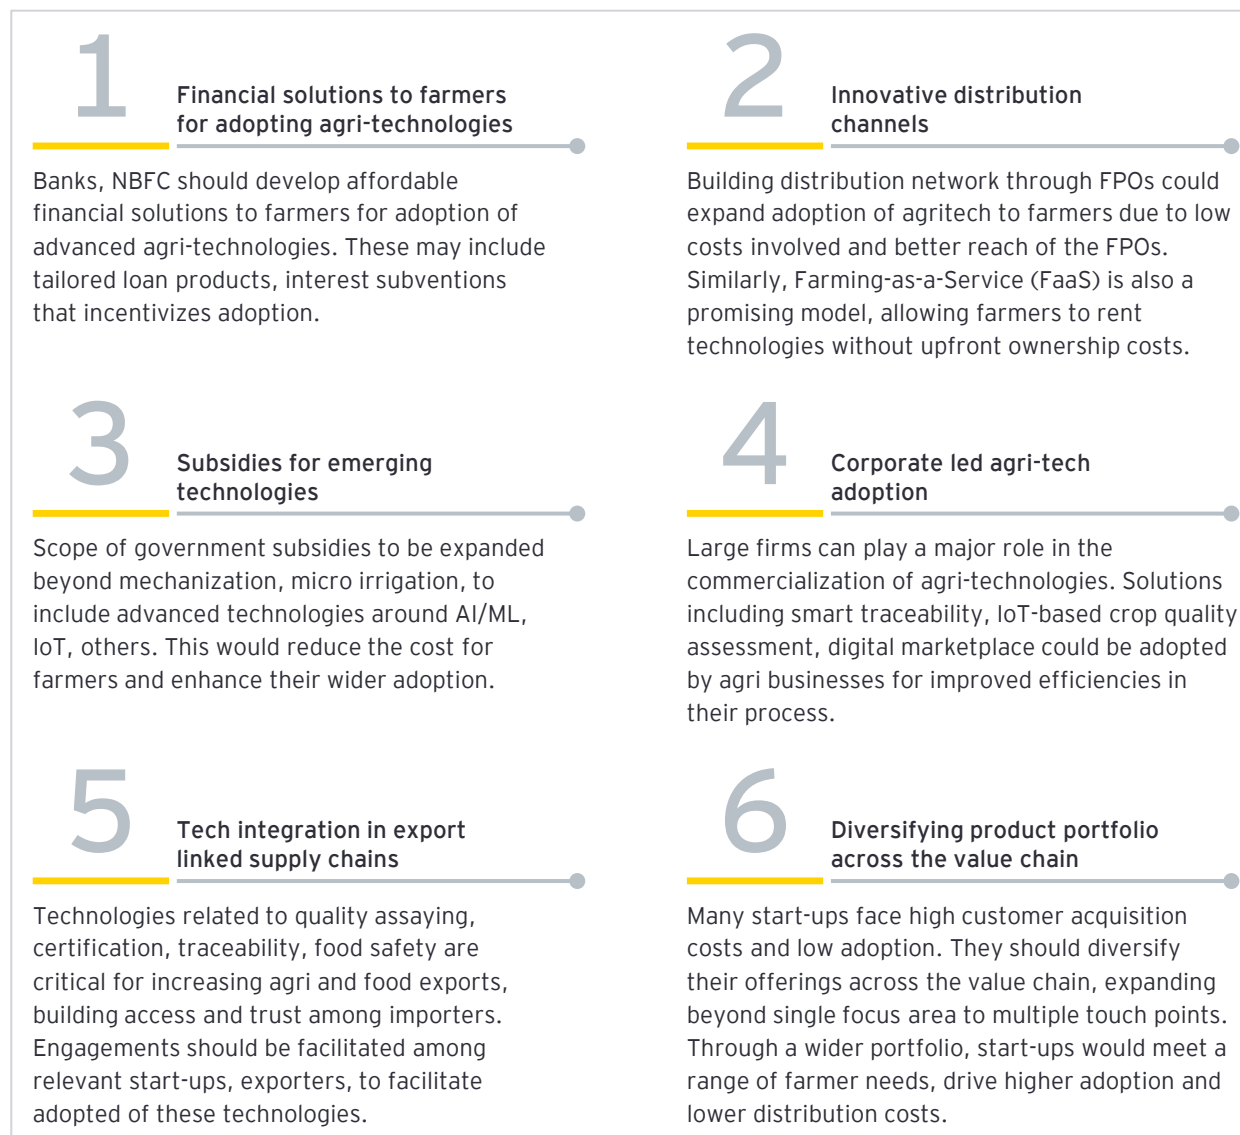 1
Financial solutions to farmers
for adopting agri-technologies
Banks, NBFC should develop affordable
financial solutions to farmers for adoption of
advanced agri-technologies. These may include
tailored loan products, interest subventions
that incentivizes adoption.
2
Innovative distribution
channels
Building distribution network through FPOs could
expand adoption of agritech to farmers due to low
costs involved and better reach of the FPOs.
Similarly, Farming-as-a-Service (FaaS) is also a
promising model, allowing farmers to rent
technologies without upfront ownership costs.
3
Subsidies for emerging
technologies
Scope of government subsidies to be expanded
beyond mechanization, micro irrigation, to
include advanced technologies around AI/ML,
IoT, others. This would reduce the cost for
farmers and enhance their wider adoption.
4
Corporate led agri-tech
adoption
Large firms can play a major role in the
commercialization of agri-technologies. Solutions
including smart traceability, IoT-based crop quality
assessment, digital marketplace could be adopted
by agri businesses for improved efficiencies in
their process.
5
Tech integration in export
linked supply chains
Technologies related to quality assaying,
certification, traceability, food safety are
critical for increasing agri and food exports,
building access and trust among importers.
Engagements should be facilitated among
relevant start-ups, exporters, to facilitate
adopted of these technologies.
6
Diversifying product portfolio
across the value chain
Many start-ups face high customer acquisition
costs and low adoption. They should diversify
their offerings across the value chain, expanding
beyond single focus area to multiple touch points.
Through a wider portfolio, start-ups would meet a
range of farmer needs, drive higher adoption and
lower distribution costs.